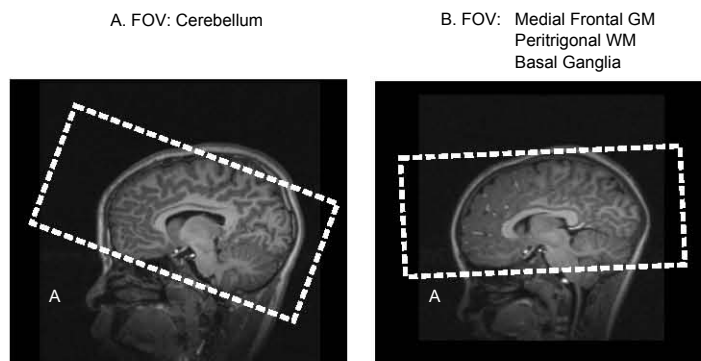 A. FOV: Cerebellum
B. FOV: Medial Frontal GM
Peritrigonal WM
Basal Ganglia
A
A